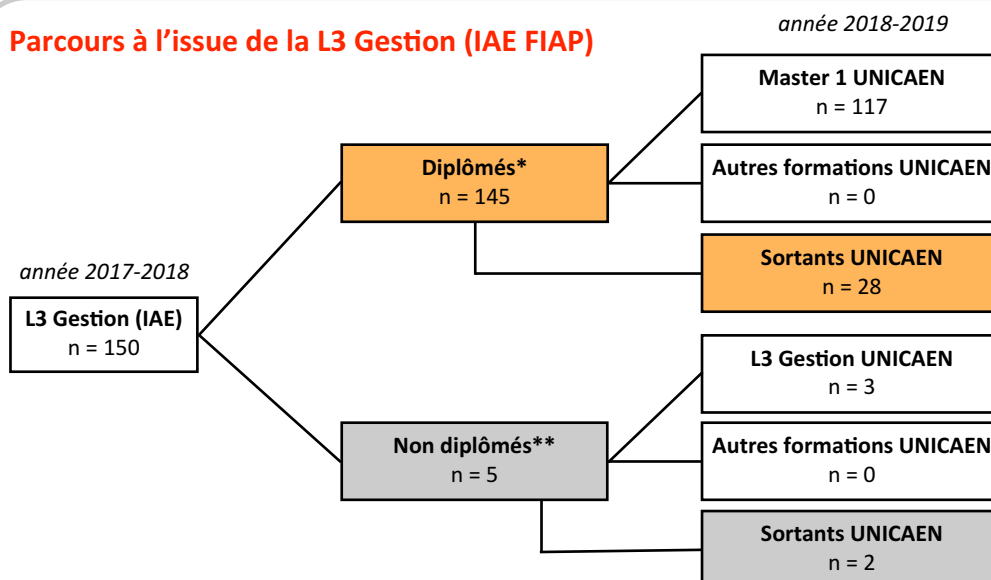 Parcours à l'issue de la L3 Gestion (IAE FIAP)
année 2018-2019
Master 1 UNICAEN
n = 117
Diplômés*
n = 145
Autres formations UNICAEN
n = 0
Sortants UNICAEN
n = 28
année 2017-2018
L3 Gestion (IAE)
n = 150
L3 Gestion UNICAEN
n = 3
Non diplômés**
n = 5
Autres formations UNICAEN
n = 0
Sortants UNICAEN
n = 2